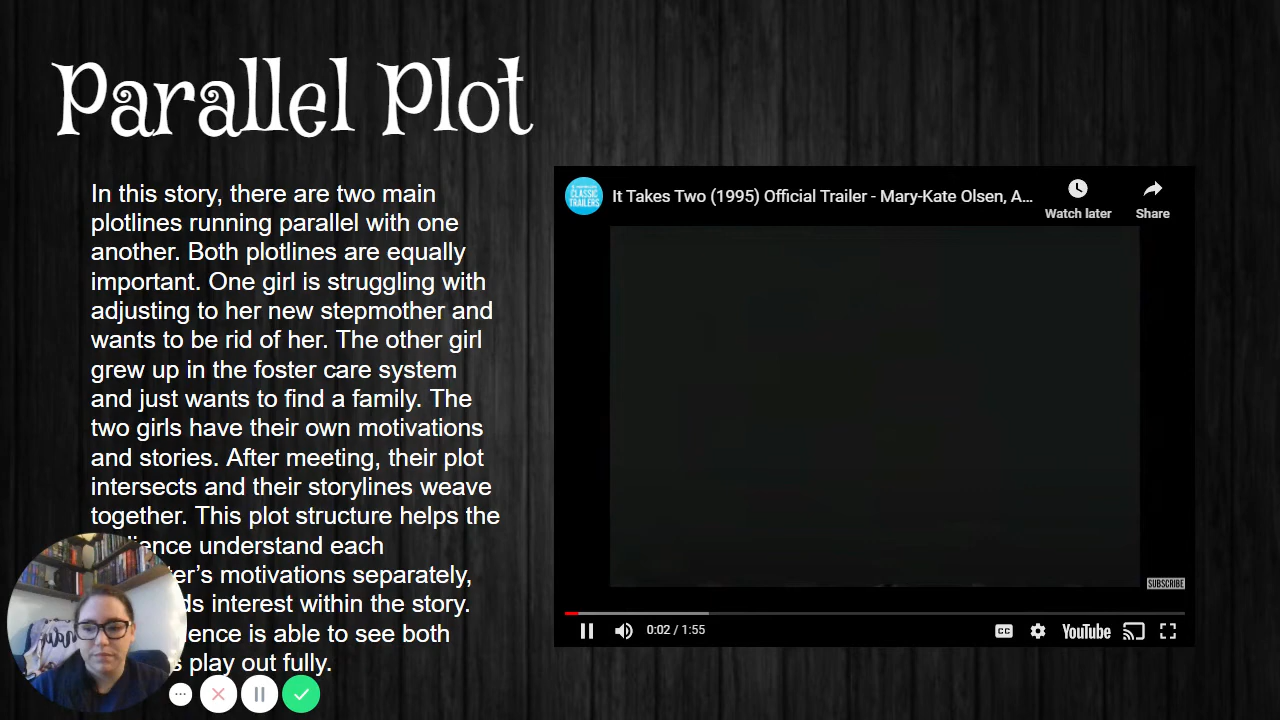 Parallel Plot
In this story, there are two main
plotlines running parallel with one
another. Both plotlines are equally
important. One girl is struggling with
adjusting to her new stepmother and
wants to be rid of her. The other girl
grew up in the foster care system
and just wants to find a family. The
two girls have their own motivations
and stories. After meeting, their plot
intersects and their storylines weave
together. This plot structure helps the
understand each
motivations separately,
interest within the story.
is able to see both
play out fully.
CLASSIC
TRAILERS
It Takes Two (1995) Official Trailer - Mary-Kate Olsen, A...
Watch later
Share
SUBSCRIBE
0:02 / 1:55
CC
YouTube